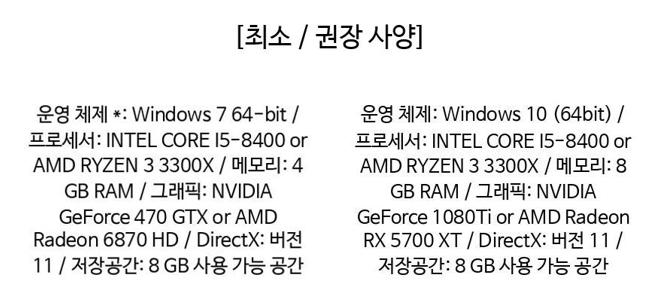 [최소 / 권장 사양]
운영 체제 *: Windows 7 64-bit /
프로세서: INTEL CORE I5-8400 or
AMD RYZEN 3 3300X / 메모리: 4
GB RAM / 그래픽: NVIDIA
GeForce 470 GTX or AMD
Radeon 6870 HD / DirectX: 버전
11 / 저장공간: 8 GB 사용 가능 공간
운영 체제: Windows 10 (64bit) /
프로세서: INTEL CORE I5-8400 or
AMD RYZEN 3 3300X / 메모리: 8
GB RAM / 그래픽: NVIDIA
GeForce 1080Ti or AMD Radeon
RX 5700 XT / DirectX: 버전 11 /
저장공간: 8 GB 사용 가능 공간